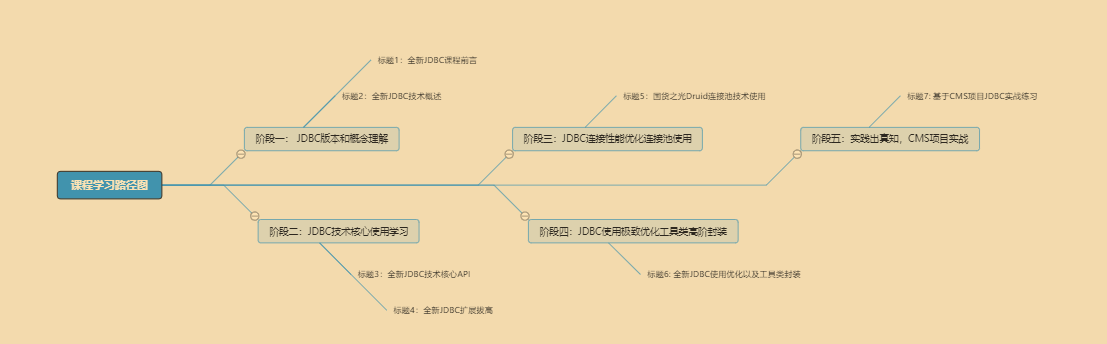 课程学习路径图
阶段一： JDBC版本和概念理解
标题1：全新JDBC课程前言
标题2：全新JDBC技术概述
阶段二：JDBC技术核心使用学习
标题3：全新JDBC技术核心API
标题4：全新JDBC扩展拔高
阶段三：JDBC连接性能优化连接池使用
标题5：国货之光Druid连接池技术使用
阶段四：JDBC使用极致优化工具类高阶封装
标题6: 全新JDBC使用优化以及工具类封装
阶段五：实践出真知，CMS项目实战
标题7: 基于CMS项目JDBC实战练习